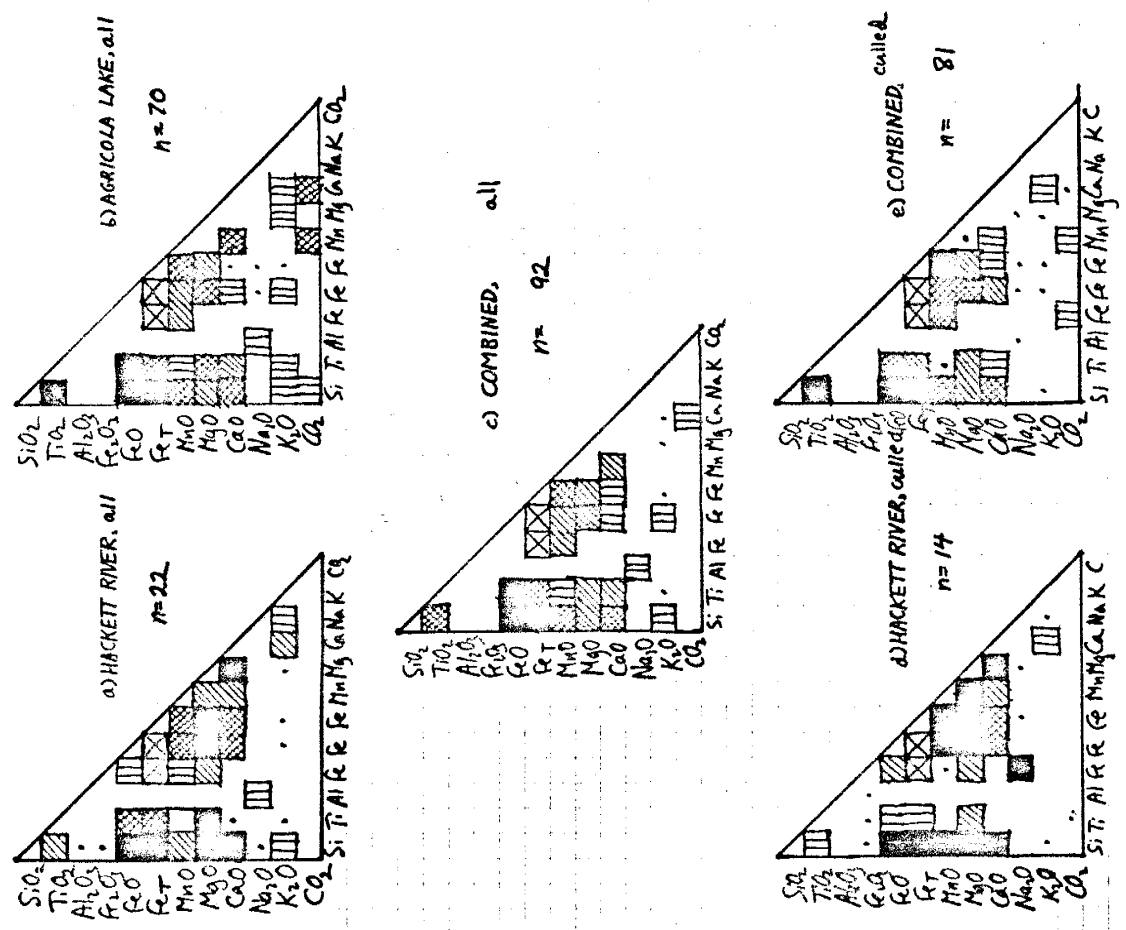 a) HACKETT RIVER, all
n=22
SiO2
TiO2
Al2O3
Fe2O3
FeO
FeT
MnO
MgO
CaO
Na2O
K2O
CO2
Si Ti Al Fe Fe Fe Mn Mg Ca Na K CO2
b) AGRICOLA LAKE, all
n=70
SiO2
TiO2
Al2O3
Fe2O3
FeO
FeT
MnO
MgO
CaO
Na2O
K2O
CO2
Si Ti Al Fe Fe Fe Mn Mg Ca Na K CO2
c) COMBINED, all
n= 92
SiO2
TiO2
Al2O3
Fe2O3
FeO
FeT
MnO
MgO
CaO
Na2O
K2O
CO2
Si Ti Al Fe Fe Fe Mn Mg Ca Na K CO2
d) HACKETT RIVER, culled
n=14
SiO2
TiO2
Al2O3
Fe2O3
FeO
FeT
MnO
MgO
CaO
Na2O
K2O
CO2
Si Ti Al Fe Fe Fe Mn Mg Ca Na K C
e) COMBINED, culled
n= 81
SiO2
TiO2
Al2O3
Fe2O3
FeO
MnO
MgO
CaO
Na2O
K2O
CO2
Si Ti Al Fe Fe Fe Mn Mg Ca Na K C